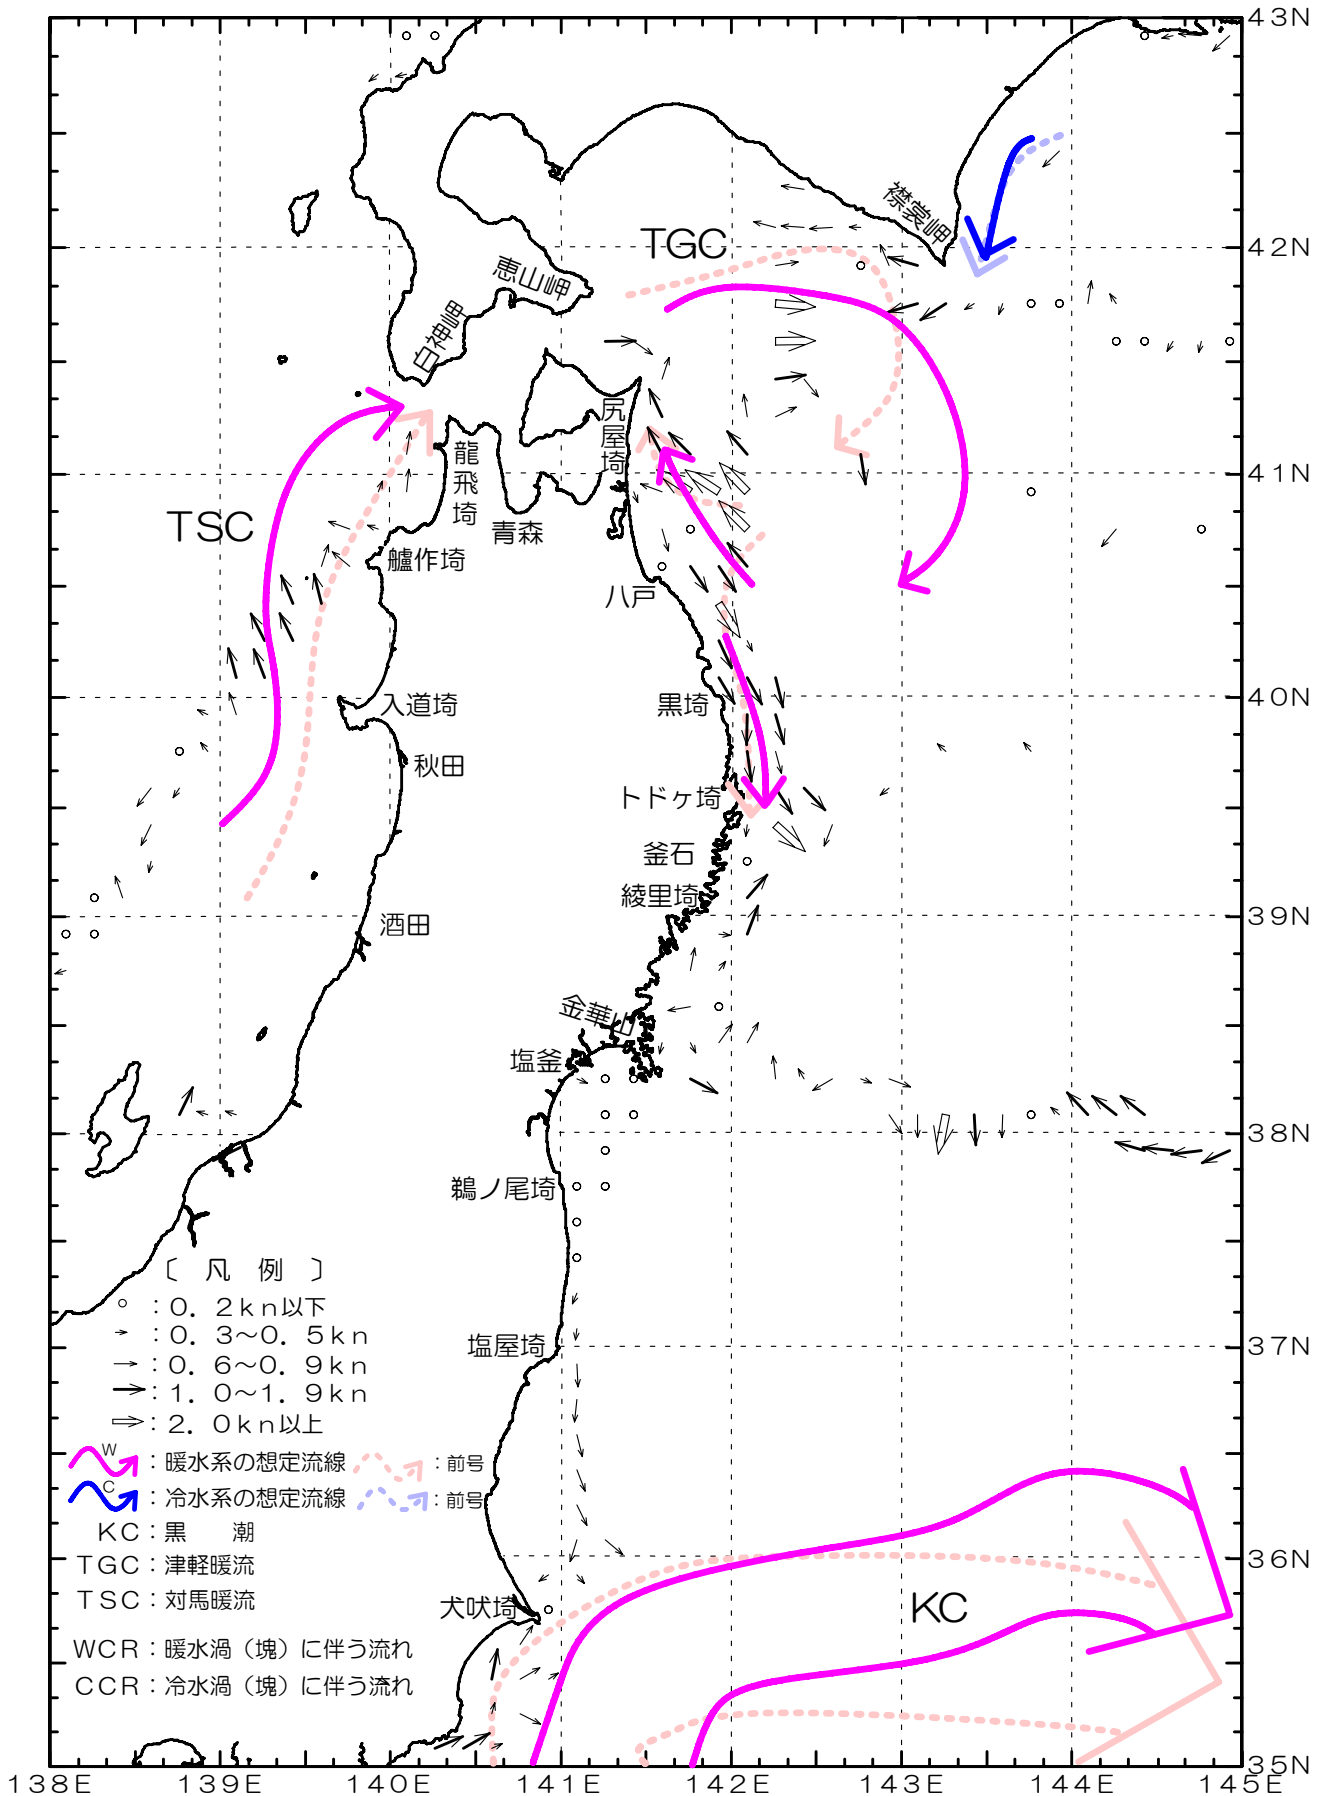 43N
襟裳岬
TGC
42N
恵山岬
白神岬
尻屋埼
龍飛埼
41N
TSC
青森
艫作埼
八戸
入道埼
黒埼
40N
秋田
トドヶ埼
釜石
綾里埼
39N
酒田
金華山
塩釜
38N
鵜ノ尾埼
〔 凡 例 〕
○ :0.2kn以下
:0.3~0.5kn
:0.6~0.9kn
:1.0~1.9kn
:2.0kn以上
塩屋埼
37N
W :暖水系の想定流線 :前号
C :冷水系の想定流線 :前号
KC:黒 潮
TGC:津軽暖流
TSC:対馬暖流
WCR:暖水渦(塊)に伴う流れ
CCR:冷水渦(塊)に伴う流れ
36N
犬吠埼
KC
35N
138E 139E 140E 141E 142E 143E 144E 145E